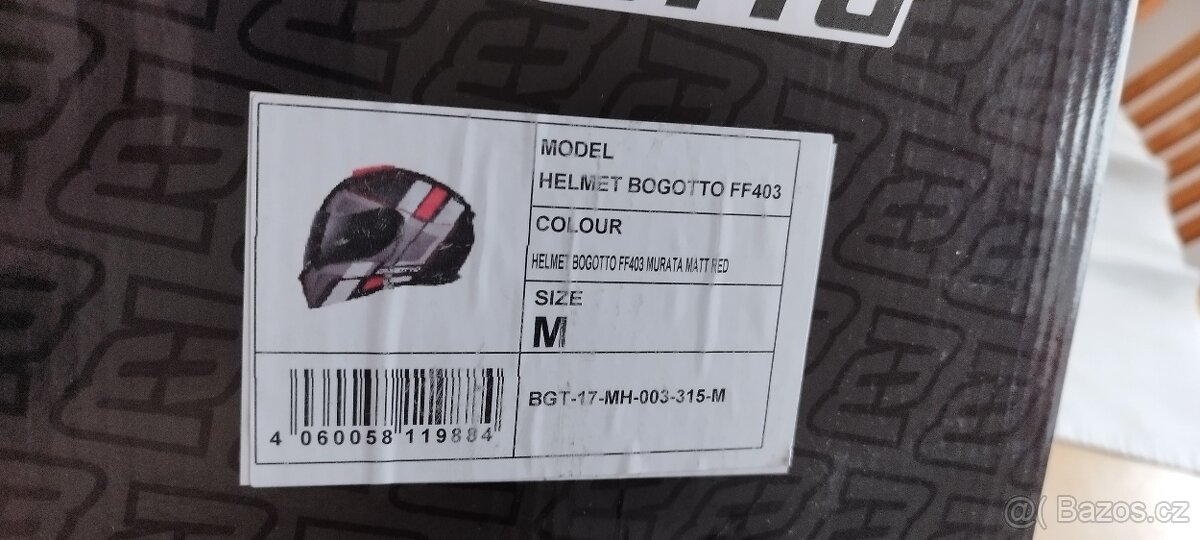 MODEL
HELMET BOGOTTO FF403
COLOUR
HELMET BOGOTTO FF403 MURATA MATT RED
SIZE
M
BGT-17-MH-003-315-M
4 060058 119884
@( Bazos.cz